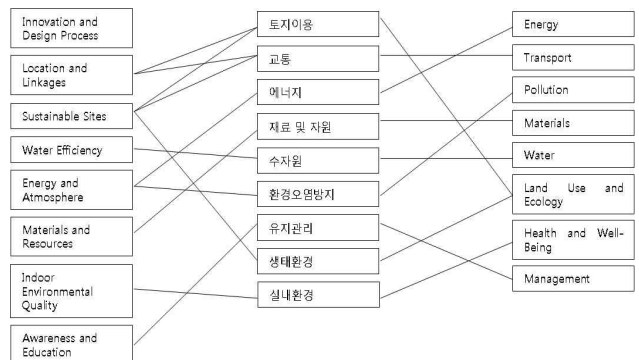 Innovation and
Design Process
Location and
Linkages
Sustainable Sites
Water Efficiency
Energy and
Atmosphere
Materials and
Resources
Indoor
Environmental
Quality
Awareness and
Education
토지이용
교통
에너지
재료 및 자원
수자원
환경오염방지
유지관리
생태환경
실내환경
Energy
Transport
Pollution
Materials
Water
Land Use and
Ecology
Health and Well-
Being
Management